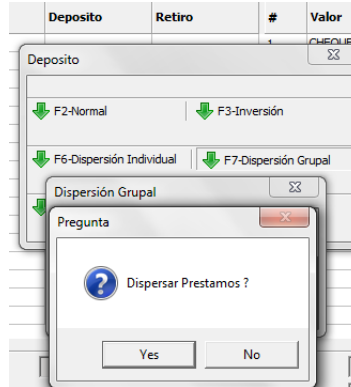 Deposito Retiro # Valor
1 CHEQUE
Deposito
F2-Normal F3-Inversión
F6-Dispersión Individual F7-Dispersión Grupal
Dispersión Grupal
Pregunta
Dispersar Prestamos ?
Yes No